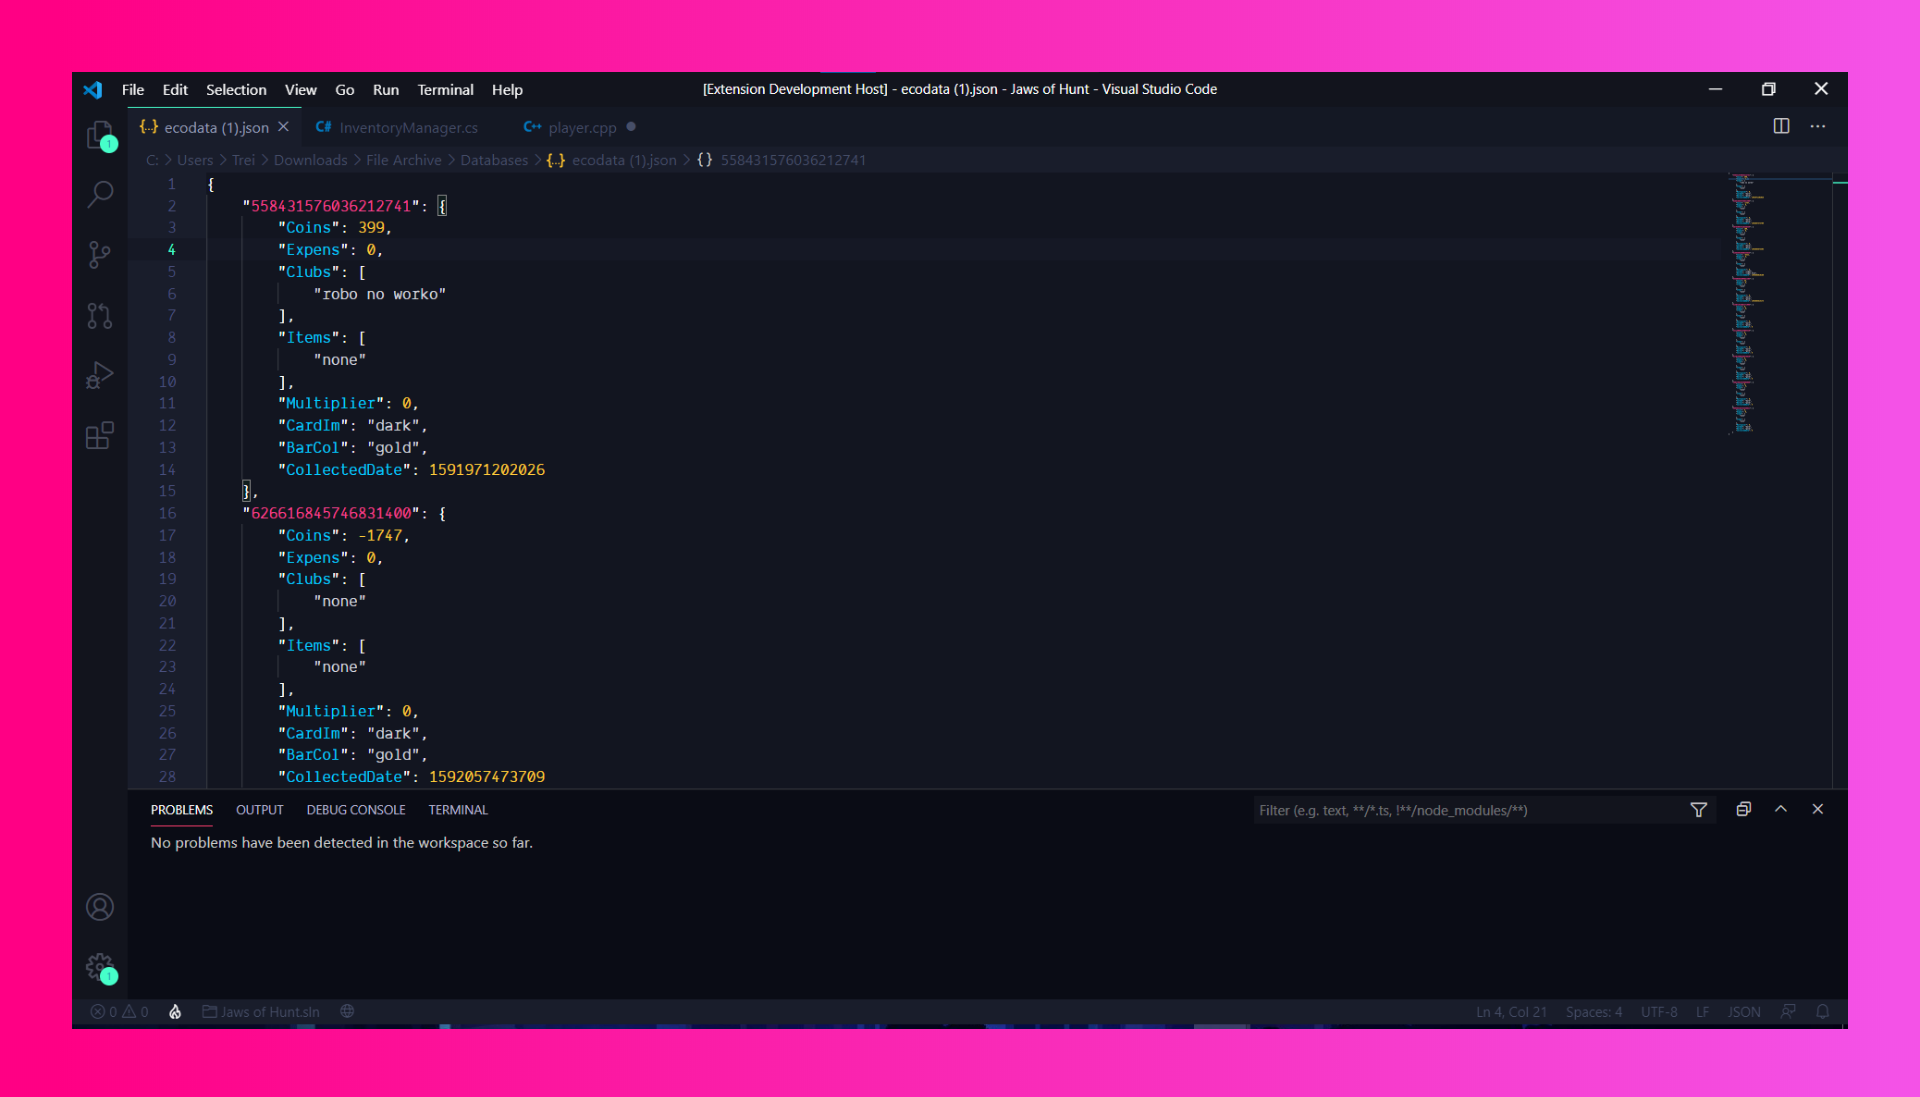 File Edit Selection View Go Run Terminal Help [Extension Development Host] - ecodata (1).json - Jaws of Hunt - Visual Studio Code
{..} ecodata (1).json C# InventoryManager.cs C++ player.cpp
C: > Users > Trei > Downloads > File Archive > Databases > {..} ecodata (1).json > {} 558431576036212741
1 {
2 "558431576036212741": {
3 "Coins": 399,
4 "Expens": 0,
5 "Clubs": [
6 "robo no worko"
7 ],
8 "Items": [
9 "none"
10 ],
11 "Multiplier": 0,
12 "CardIm": "dark",
13 "BarCol": "gold",
14 "CollectedDate": 1591971202026
15 },
16 "626616845746831400": {
17 "Coins": -1747,
18 "Expens": 0,
19 "Clubs": [
20 "none"
21 ],
22 "Items": [
23 "none"
24 ],
25 "Multiplier": 0,
26 "CardIm": "dark",
27 "BarCol": "gold",
28 "CollectedDate": 1592057473709
PROBLEMS OUTPUT DEBUG CONSOLE TERMINAL Filter (e.g. text, **/*.ts, !**/node_modules/**)
No problems have been detected in the workspace so far.
1
1
0 0 Jaws of Hunt.sln Ln 4, Col 21 Spaces: 4 UTF-8 LF JSON